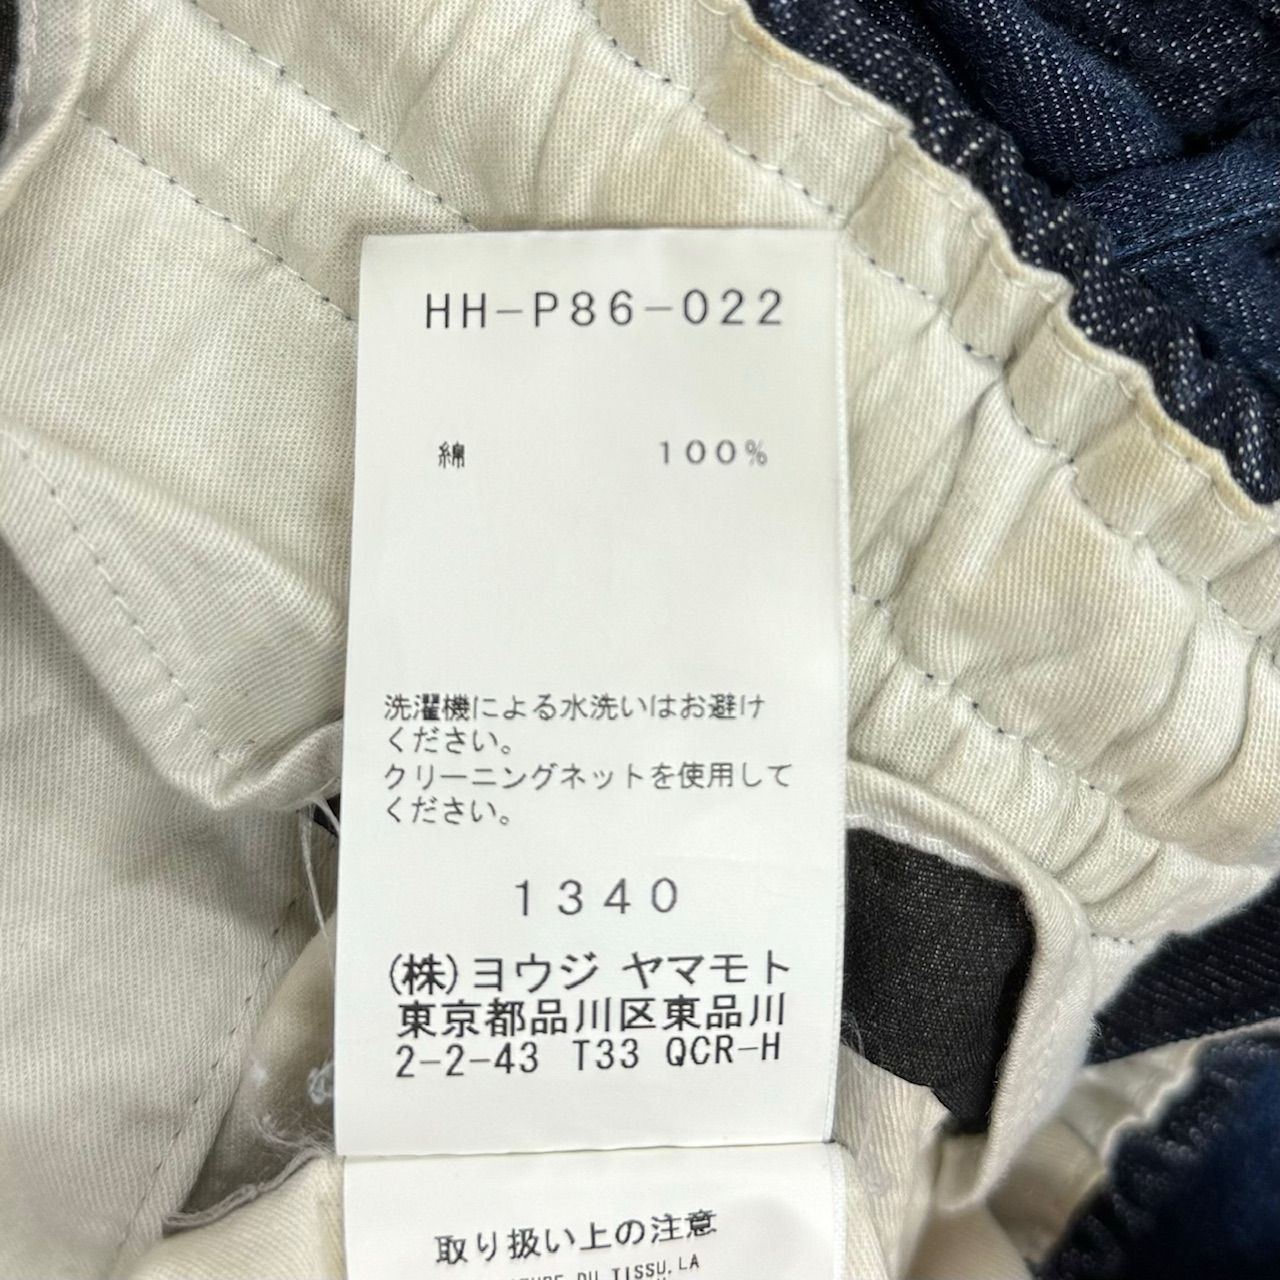 HH-P86-022
綿 100%
洗濯機による水洗いはお避け
ください。
クリーニングネットを使用して
ください。
1340
(株)ヨウジ ヤマモト
東京都品川区東品川
2-2-43 T33 QCR-H
取り扱い上の注意
DU TISSU, LA